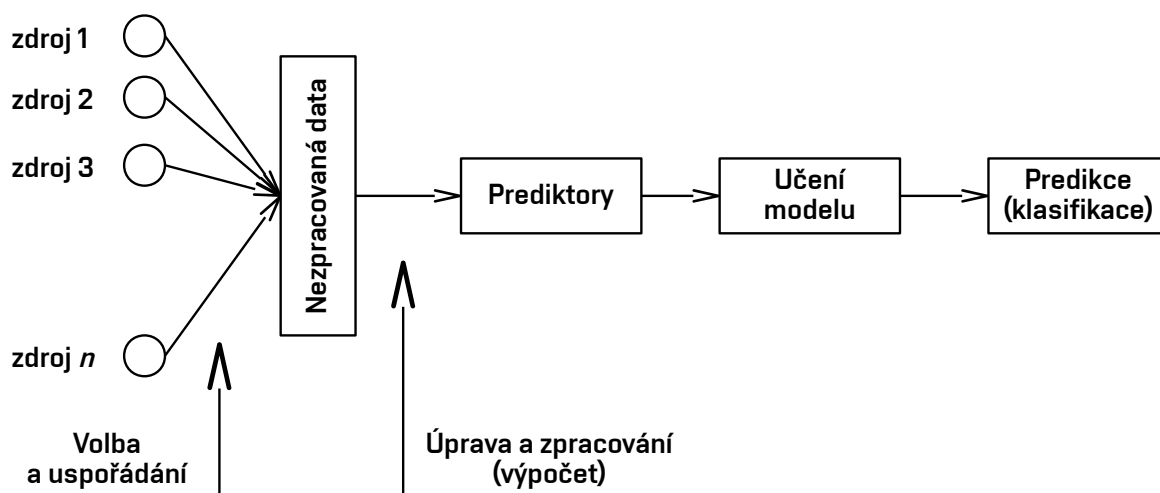 zdroj 1
zdroj 2
zdroj 3
zdroj n
Nezpracovaná data
Prediktory
Učení
modelu
Predikce
(klasifikace)
Volba
a uspořádání
Úprava a zpracování
(výpočet)